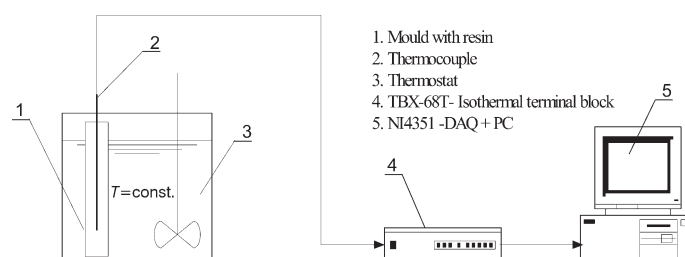 1. Mould with resin
2. Thermocouple
3. Thermostat
4. TBX-68T- Isothermal terminal block
5. NI4351 -DAQ + PC
2
1
3
T=const.
4
5